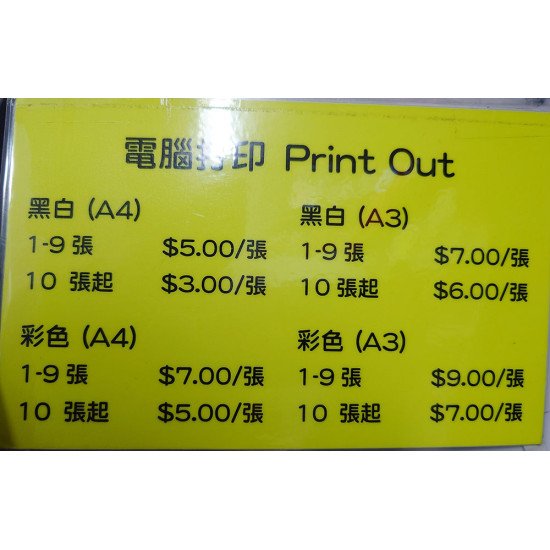 電腦打印 Print Out
黑白 (A4)
1-9 張 $5.00/張
10 張起 $3.00/張
黑白 (A3)
1-9 張 $7.00/張
10 張起 $6.00/張
彩色 (A4)
1-9 張 $7.00/張
10 張起 $5.00/張
彩色 (A3)
1-9 張 $9.00/張
10 張起 $7.00/張